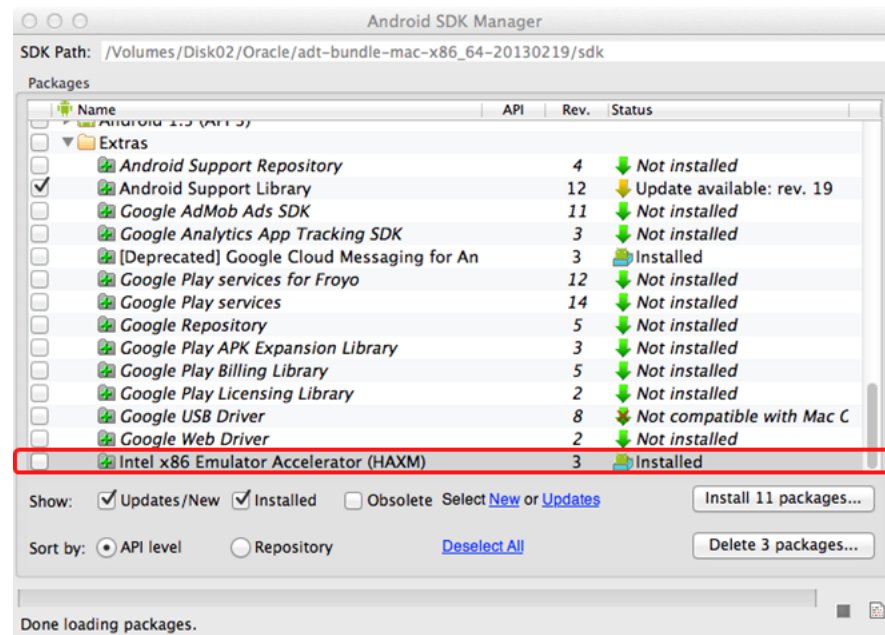 Android SDK Manager
SDK Path: /Volumes/Disk02/Oracle/adt-bundle-mac-x86_64-20130219/sdk
Packages
Name API Rev. Status
Android 1.5 (API 3)
Extras
Android Support Repository 4 Not installed
Android Support Library 12 Update available: rev. 19
Google AdMob Ads SDK 11 Not installed
Google Analytics App Tracking SDK 3 Not installed
[Deprecated] Google Cloud Messaging for An 3 Installed
Google Play services for Froyo 12 Not installed
Google Play services 14 Not installed
Google Repository 5 Not installed
Google Play APK Expansion Library 3 Not installed
Google Play Billing Library 5 Not installed
Google Play Licensing Library 2 Not installed
Google USB Driver 8 Not compatible with Mac O
Google Web Driver 2 Not installed
Intel x86 Emulator Accelerator (HAXM) 3 Installed
Show: Updates/New Installed Obsolete Select New or Updates Install 11 packages...
Sort by: API level Repository Deselect All Delete 3 packages...
Done loading packages.